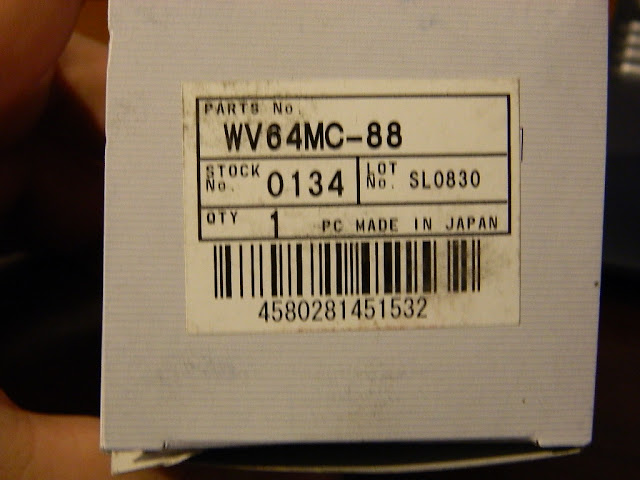 PARTS No.
WV64MC-88
STOCK No. 0134 LOT No. SL0830
QTY 1 PC MADE IN JAPAN
4580281451532